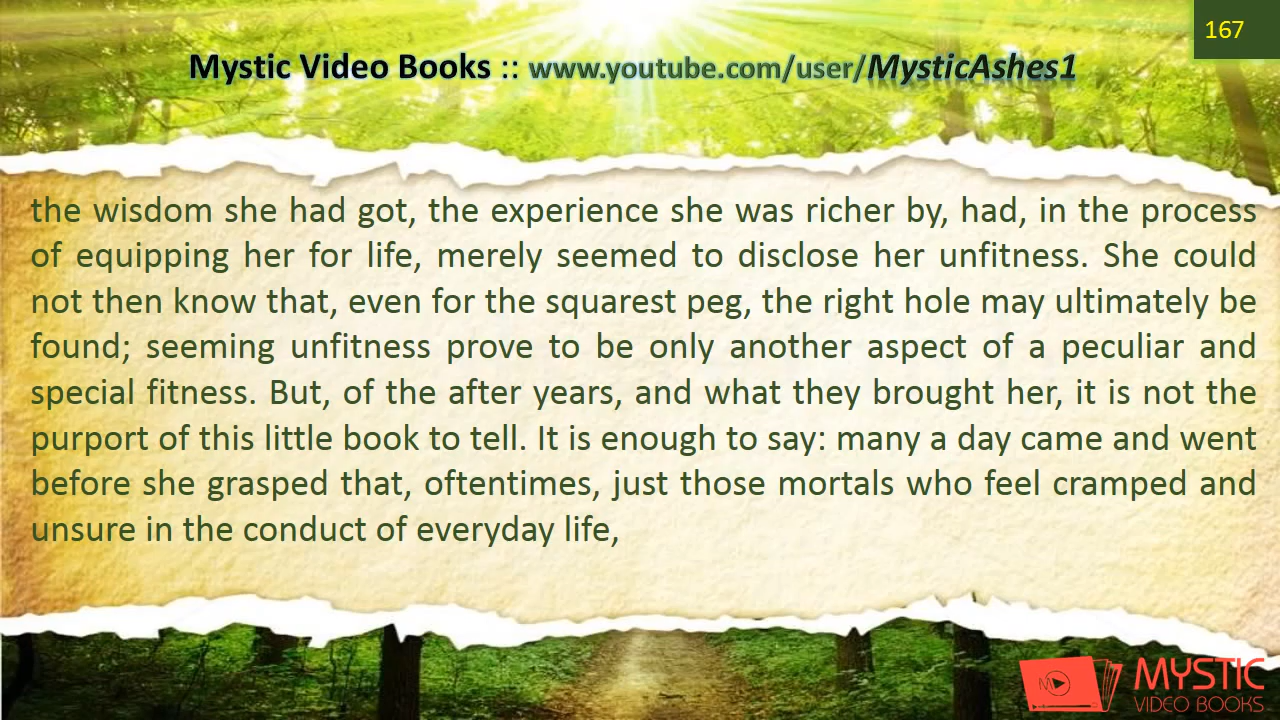 167
Mystic Video Books :: www.youtube.com/user/MysticAshes1
the wisdom she had got, the experience she was richer by, had, in the process
of equipping her for life, merely seemed to disclose her unfitness. She could
not then know that, even for the squarest peg, the right hole may ultimately be
found; seeming unfitness prove to be only another aspect of a peculiar and
special fitness. But, of the after years, and what they brought her, it is not the
purport of this little book to tell. It is enough to say: many a day came and went
before she grasped that, oftentimes, just those mortals who feel cramped and
unsure in the conduct of everyday life,
MYSTIC
VIDEO BOOKS